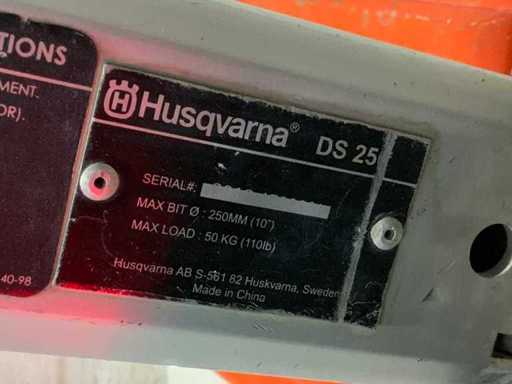 TIONS
MENT.
OR).
40-98
Husqvarna® DS 25
SERIAL#:
MAX BIT Ø : 250MM (10")
MAX LOAD : 50 KG (110lb)
Husqvarna AB S-561 82 Huskvarna, Sweden
Made in China